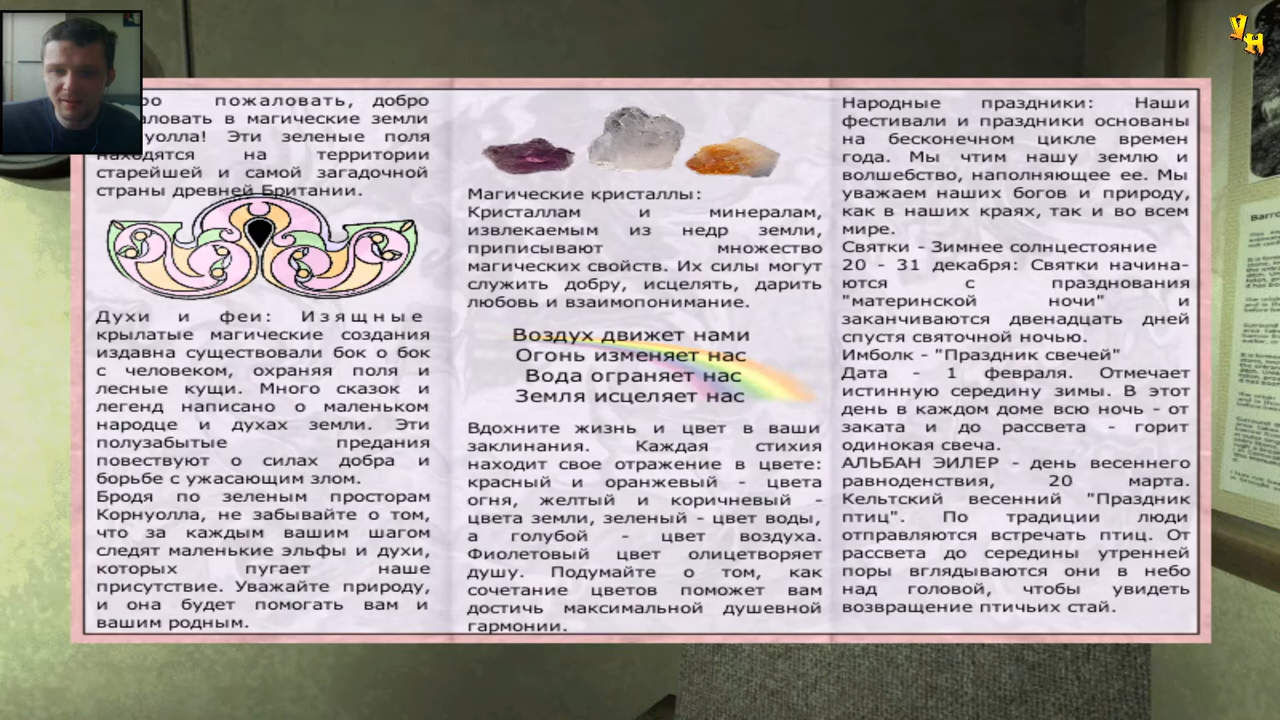 пожаловать, добро
в магические земли
Эти зеленые поля
находятся на территории
старейшей и самой загадочной
страны древней Британии.
Духи и феи: Изящные
крылатые магические создания
издавна существовали бок о бок
с человеком, охраняя поля и
лесные кущи. Много сказок и
легенд написано о маленьком
народце и духах земли. Эти
полузабытые предания
повествуют о силах добра и
борьбе с ужасающим злом.
Бродя по зеленым просторам
Корнуолла, не забывайте о том,
что за каждым вашим шагом
следят маленькие эльфы и духи,
которых пугает наше
присутствие. Уважайте природу,
и она будет помогать вам и
вашим родным.
Магические кристаллы:
Кристаллам и минералам,
извлекаемым из недр земли,
приписывают множество
магических свойств. Их силы могут
служить добру, исцелять, дарить
любовь и взаимопонимание.
Воздух движет нами
Огонь изменяет нас
Вода ограняет нас
Земля исцеляет нас
Вдохните жизнь и цвет в ваши
заклинания. Каждая стихия
находит свое отражение в цвете:
красный и оранжевый - цвета
огня, желтый и коричневый -
цвета земли, зеленый - цвет воды,
а голубой - цвет воздуха.
Фиолетовый цвет олицетворяет
душу. Подумайте о том, как
сочетание цветов поможет вам
достичь максимальной душевной
гармонии.
Народные праздники: Наши
фестивали и праздники основаны
на бесконечном цикле времен
года. Мы чтим нашу землю и
волшебство, наполняющее ее. Мы
уважаем наших богов и природу,
как в наших краях, так и во всем
мире.
Святки - Зимнее солнцестояние
20 - 31 декабря: Святки начина-
ются с празднования
"материнской ночи" и
заканчиваются двенадцать дней
спустя святочной ночью.
Имболк - "Праздник свечей"
Дата - 1 февраля. Отмечает
истинную середину зимы. В этот
день в каждом доме всю ночь - от
заката и до рассвета - горит
одинокая свеча.
АЛЬБАН ЭИЛЕР - день весеннего
равноденствия, 20 марта.
Кельтский весенний "Праздник
птиц". По традиции люди
отправляются встречать птиц. От
рассвета до середины утренней
поры вглядываются они в небо
над головой, чтобы увидеть
возвращение птичьих стай.
УН